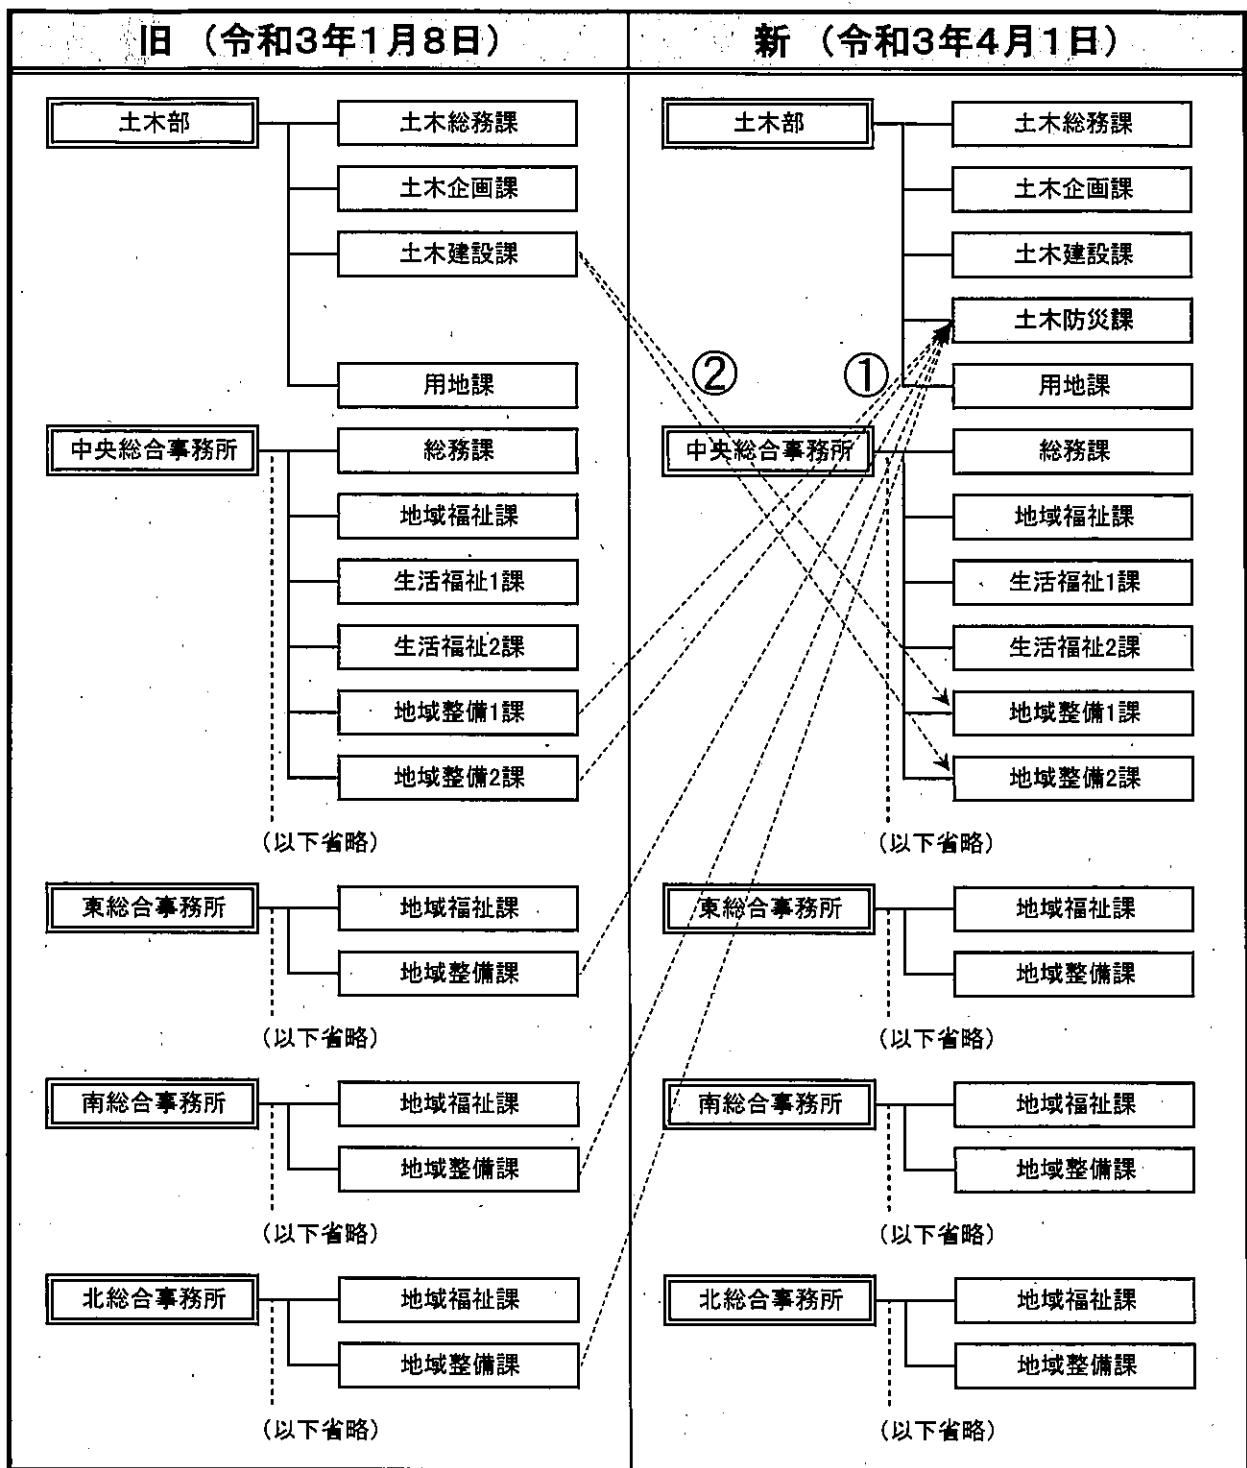 旧（令和3年1月8日）
土木部
土木総務課
土木企画課
土木建設課
用地課
中央総合事務所
総務課
地域福祉課
生活福祉1課
生活福祉2課
地域整備1課
地域整備2課
（以下省略）
東総合事務所
地域福祉課
地域整備課
（以下省略）
南総合事務所
地域福祉課
地域整備課
（以下省略）
北総合事務所
地域福祉課
地域整備課
（以下省略）
新（令和3年4月1日）
土木部
土木総務課
土木企画課
土木建設課
土木防災課
② ①
用地課
中央総合事務所
総務課
地域福祉課
生活福祉1課
生活福祉2課
地域整備1課
地域整備2課
（以下省略）
東総合事務所
地域福祉課
地域整備課
（以下省略）
南総合事務所
地域福祉課
地域整備課
（以下省略）
北総合事務所
地域福祉課
地域整備課
（以下省略）